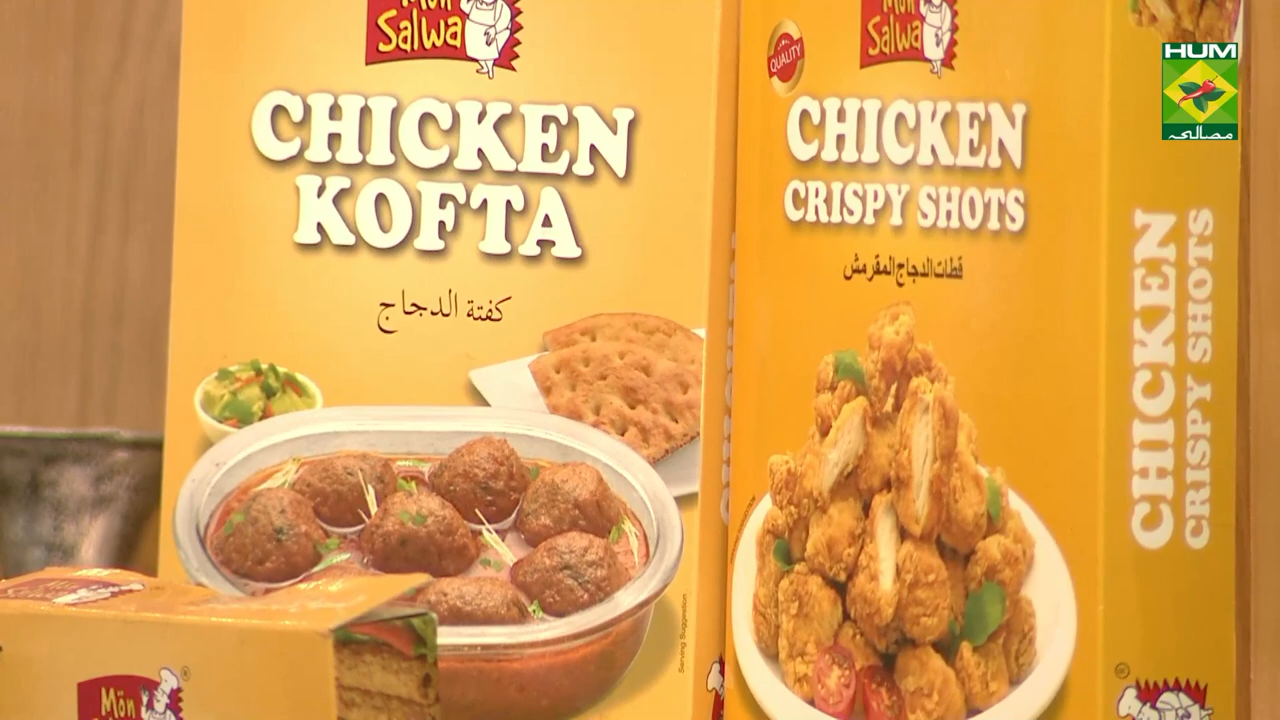 Mön
Salwa
CHICKEN
KOFTA
كفتة الدجاج
Serving Suggestion
Mön
®
Mön
Salwa
QUALITY
CHICKEN
CRISPY SHOTS
قطات الدجاج المقرمش
CHICKEN
CRISPY SHOTS
®
HUM
مصالحہ